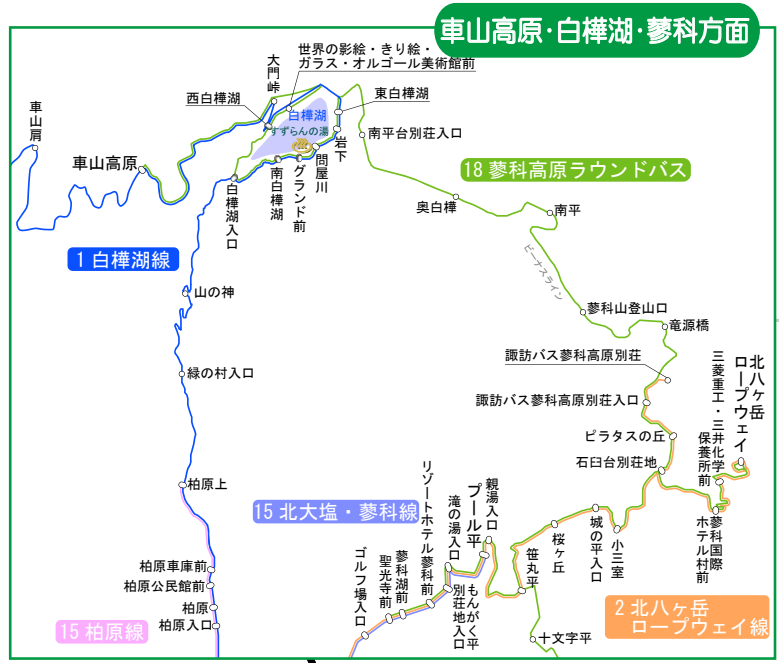 車山高原・白樺湖・蓼科方面
世界の影絵・きり絵・
ガラス・オルゴール美術館前
大門峠
西白樺湖
東白樺湖
白樺湖
すずらんの湯
車山肩
車山高原
南平台別荘入口
岩下
問屋川
グランド前
南白樺湖
白樺湖入口
18 蓼科高原ラウンドバス
奥白樺
南平
ビーナスライン
1 白樺湖線
山の神
蓼科山登山口
竜源橋
諏訪バス蓼科高原別荘
緑の村入口
諏訪バス蓼科高原別荘入口
北八ヶ岳
ロープウェイ
三菱重工・三井化学
保養所前
ピラタスの丘
石臼台別荘地
柏原上
15 北大塩・蓼科線
リゾートホテル蓼科前
滝の湯入口
プール平
親湯入口
蓼科国際
ホテル村前
城の平入口
小三室
桜ヶ丘
笹丸平
ゴルフ場入口
聖光寺前
蓼科湖前
もんがく平
別荘地入口
柏原車庫前
柏原公民館前
柏原
柏原入口
15 柏原線
2 北八ヶ岳
ロープウェイ線
十文字平